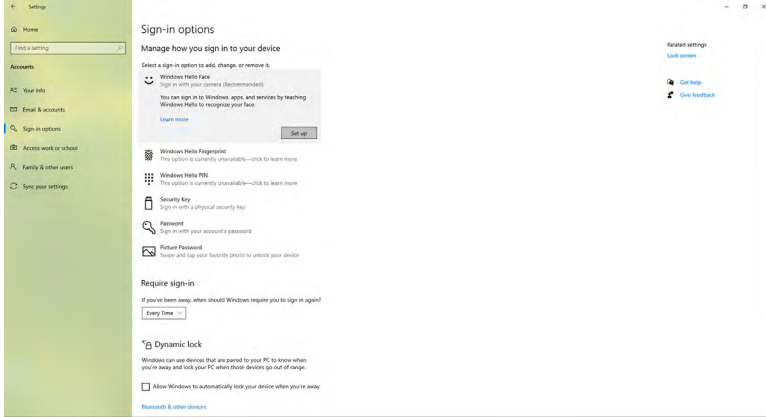 Settings
Home
Find a setting
Accounts
Your info
Email & accounts
Sign-in options
Access work or school
Family & other users
Sync your settings
Sign-in options
Manage how you sign in to your device
Select a sign-in option to add, change, or remove it.
Windows Hello Face
Sign in with your camera (Recommended)
You can sign in to Windows, apps, and services by teaching
Windows Hello to recognize your face.
Learn more
Set up
Windows Hello Fingerprint
This option is currently unavailable—click to learn more
Windows Hello PIN
This option is currently unavailable—click to learn more
Security Key
Sign in with a physical security key
Password
Sign in with your account's password
Picture Password
Swipe and tap your favorite photo to unlock your device
Require sign-in
If you've been away, when should Windows require you to sign in again?
Every Time
Dynamic lock
Windows can use devices that are paired to your PC to know when
you're away and lock your PC when those devices go out of range.
Allow Windows to automatically lock your device when you're away
Bluetooth & other devices
Related settings
Lock screen
Get help
Give feedback